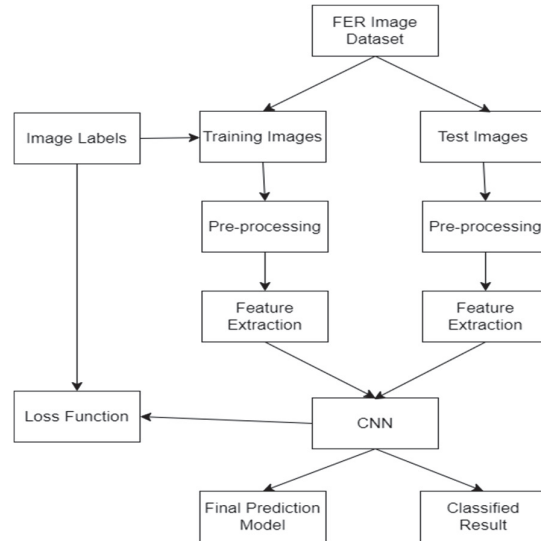 FER Image
Dataset
Image Labels
Training Images
Test Images
Pre-processing
Pre-processing
Feature
Extraction
Feature
Extraction
Loss Function
CNN
Final Prediction
Model
Classified
Result